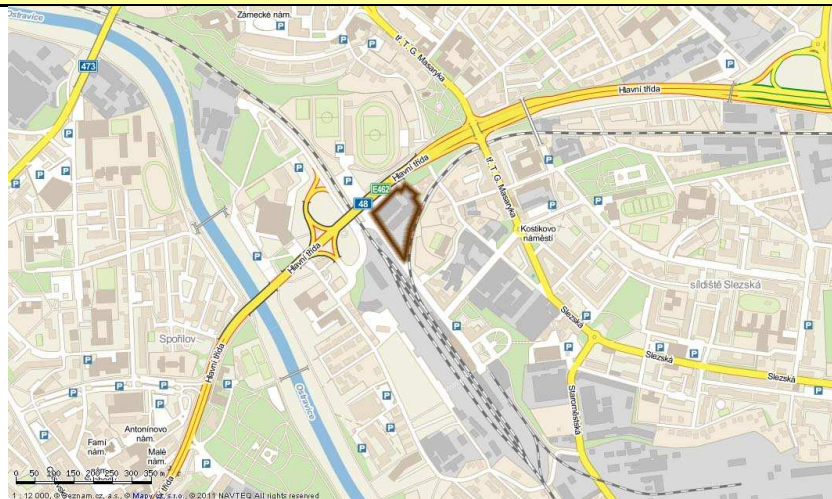 Ostravice
Zámecké nám.
tř. T. G. Masaryka
473
Hlavní třída
Hlavní třída
E462
48
tř. T. G. Masaryka
Hlavní třída
Kostikovo
náměstí
sídliště Slezská
Slezská
Spořilov
Hlavní třída
Ostravice
Slezská
Slezská
Staroměstská
Antonínovo
nám.
Farní
nám.
Malé
nám.
třída
0 50 100 150 200 250 300 350 m
1 : 12 000, © Seznam.cz, a.s., © Mapy.cz, s.r.o., © 2011 NAVTEQ All rights reserved